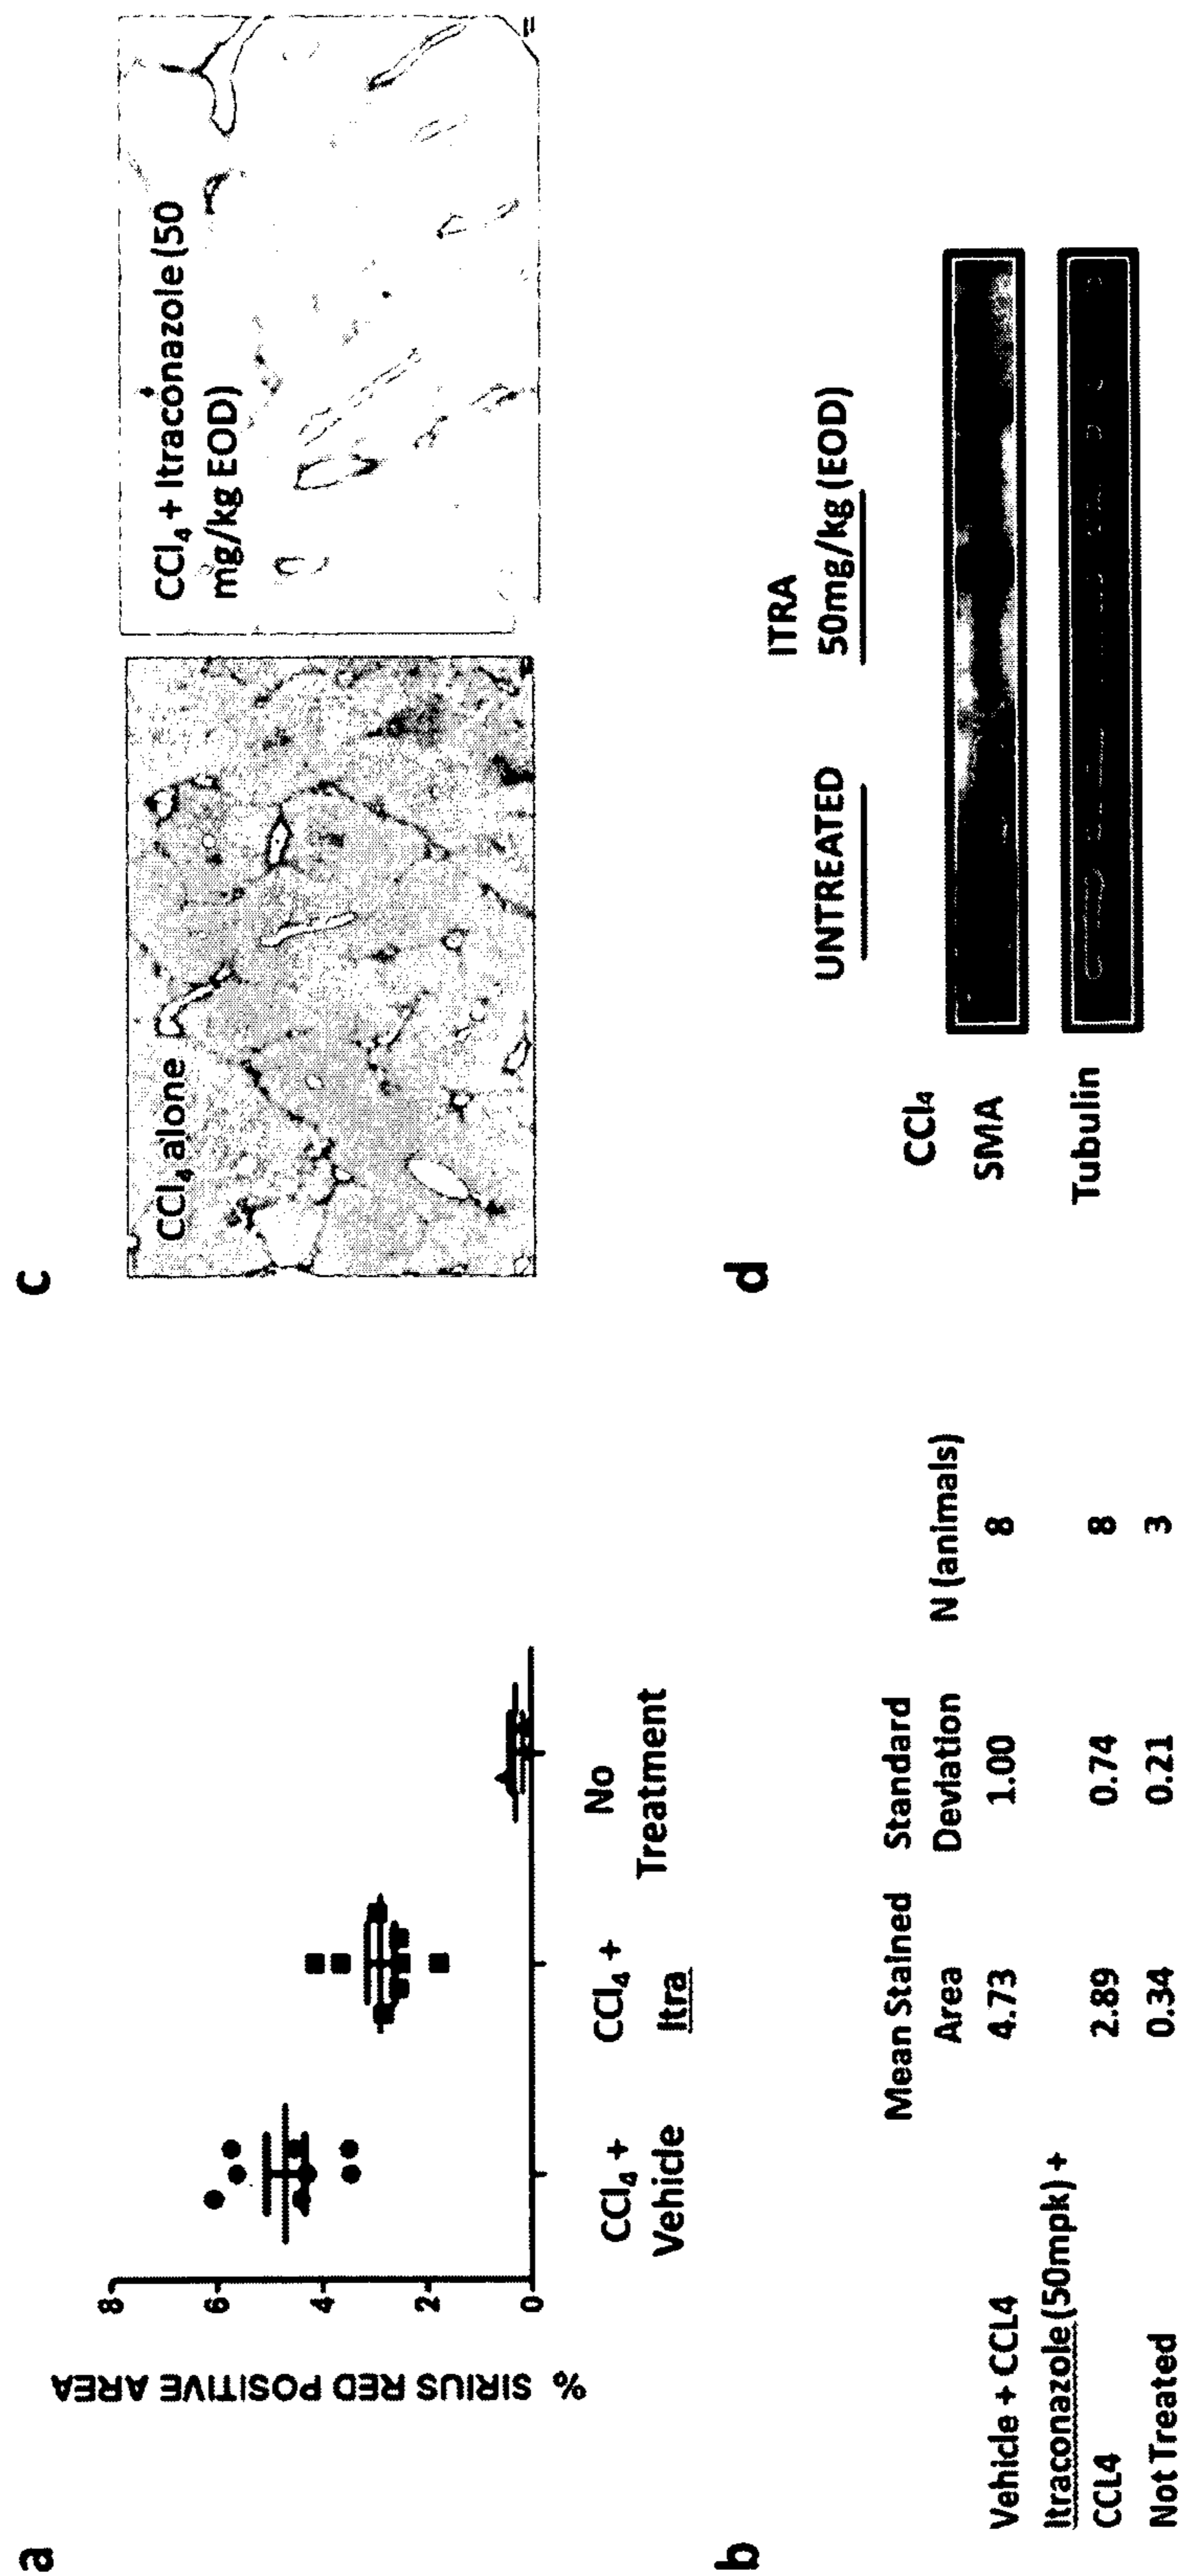 a
% SIRIUS RED POSITIVE AREA
8
6
4
2
0
CCl₄ +
Vehicle
CCl₄ +
Itra
No
Treatment
b
Mean Stained
Area
Standard
Deviation
N (animals)
Vehicle + CCL4 4.73 1.00 8
Itraconazole (50mpk) +
CCL4 2.89 0.74 8
Not Treated 0.34 0.21 3
c
CCl₄ alone
CCl₄ + Itraconazole (50
mg/kg EOD)
d
UNTREATED
ITRA
50mg/kg (EOD)
CCl₄
SMA
Tubulin